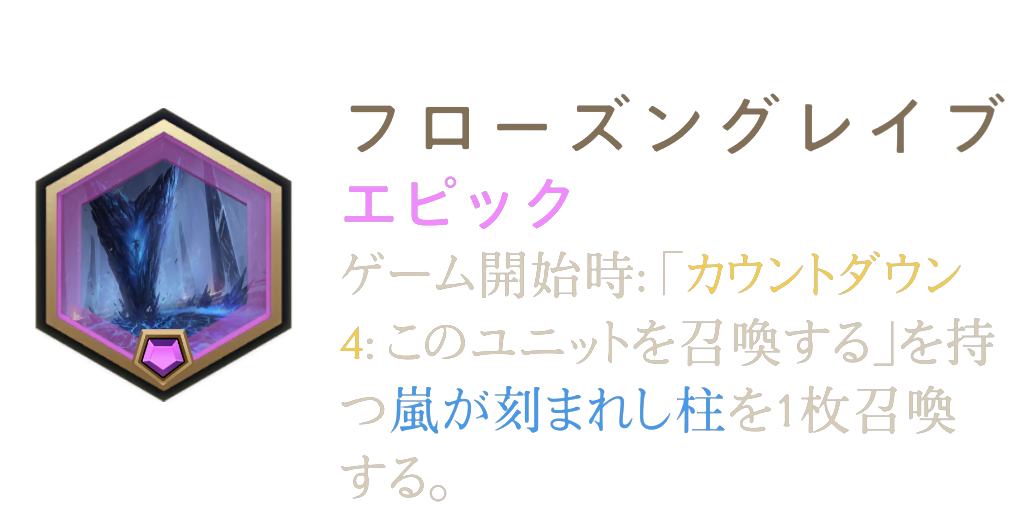 フローズングレイブ
エピック
ゲーム開始時:「カウントダウン
4:このユニットを召喚する」を持
つ嵐が刻まれし柱を1枚召喚
する。